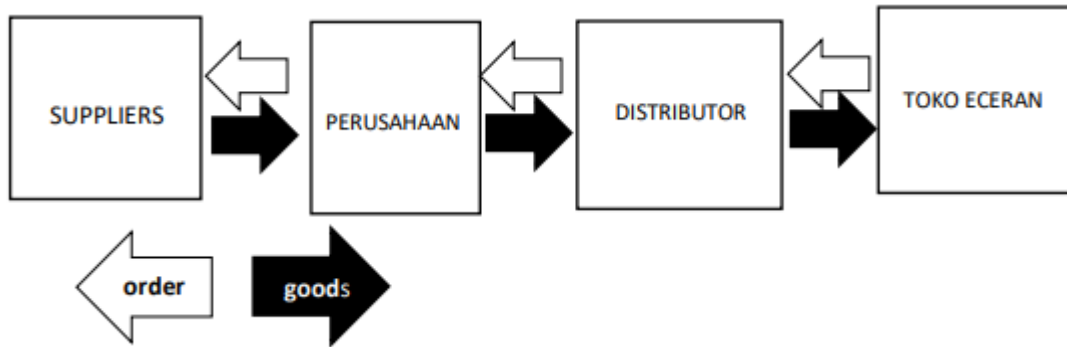 SUPPLIERS
PERUSAHAAN
DISTRIBUTOR
TOKO ECERAN
order
goods